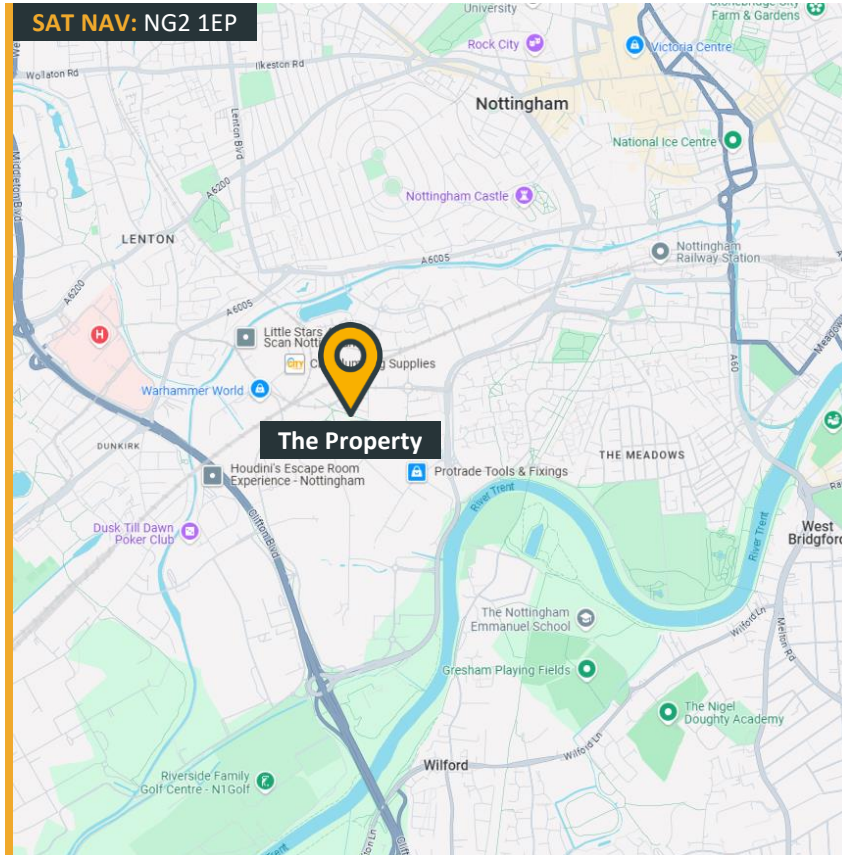 SAT NAV: NG2 1EP
University
Farm & Gardens
Rock City
Victoria Centre
Ilkeston Rd
Wollaton Rd
Lenton Blvd
Nottingham
National Ice Centre
Middleton Blvd
A6200
Nottingham Castle
LENTON
Nottingham
Railway Station
A6005
A6200
A6005
H
Little Stars
Scan
CITY
Supplies
Warhammer World
A60
The Property
DUNKIRK
THE MEADOWS
Houdini's Escape Room
Experience - Nottingham
Protrade Tools & Fixings
River Trent
Dusk Till Dawn
Poker Club
Clifton Blvd
River Trent
West
Bridgford
The Nottingham
Emmanuel School
Wilford Ln
Melton Rd
Gresham Playing Fields
The Nigel
Doughty Academy
Wilford Ln
Wilford
Riverside Family
Golf Centre - N1Golf